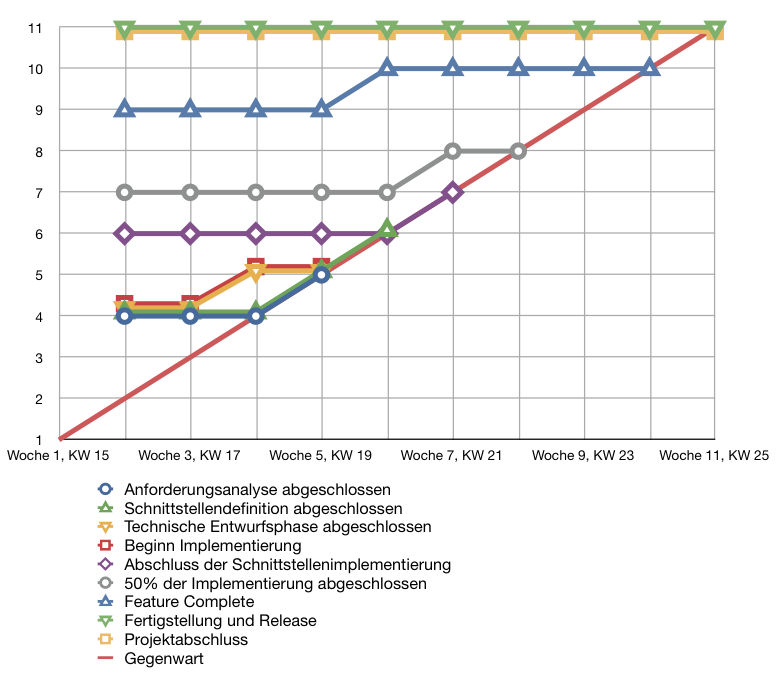 11
10
9
8
7
6
5
4
3
2
1
Woche 1, KW 15 Woche 3, KW 17 Woche 5, KW 19 Woche 7, KW 21 Woche 9, KW 23 Woche 11, KW 25
Anforderungsanalyse abgeschlossen
Schnittstellendefinition abgeschlossen
Technische Entwurfsphase abgeschlossen
Beginn Implementierung
Abschluss der Schnittstellenimplementierung
50% der Implementierung abgeschlossen
Feature Complete
Fertigstellung und Release
Projektabschluss
Gegenwart